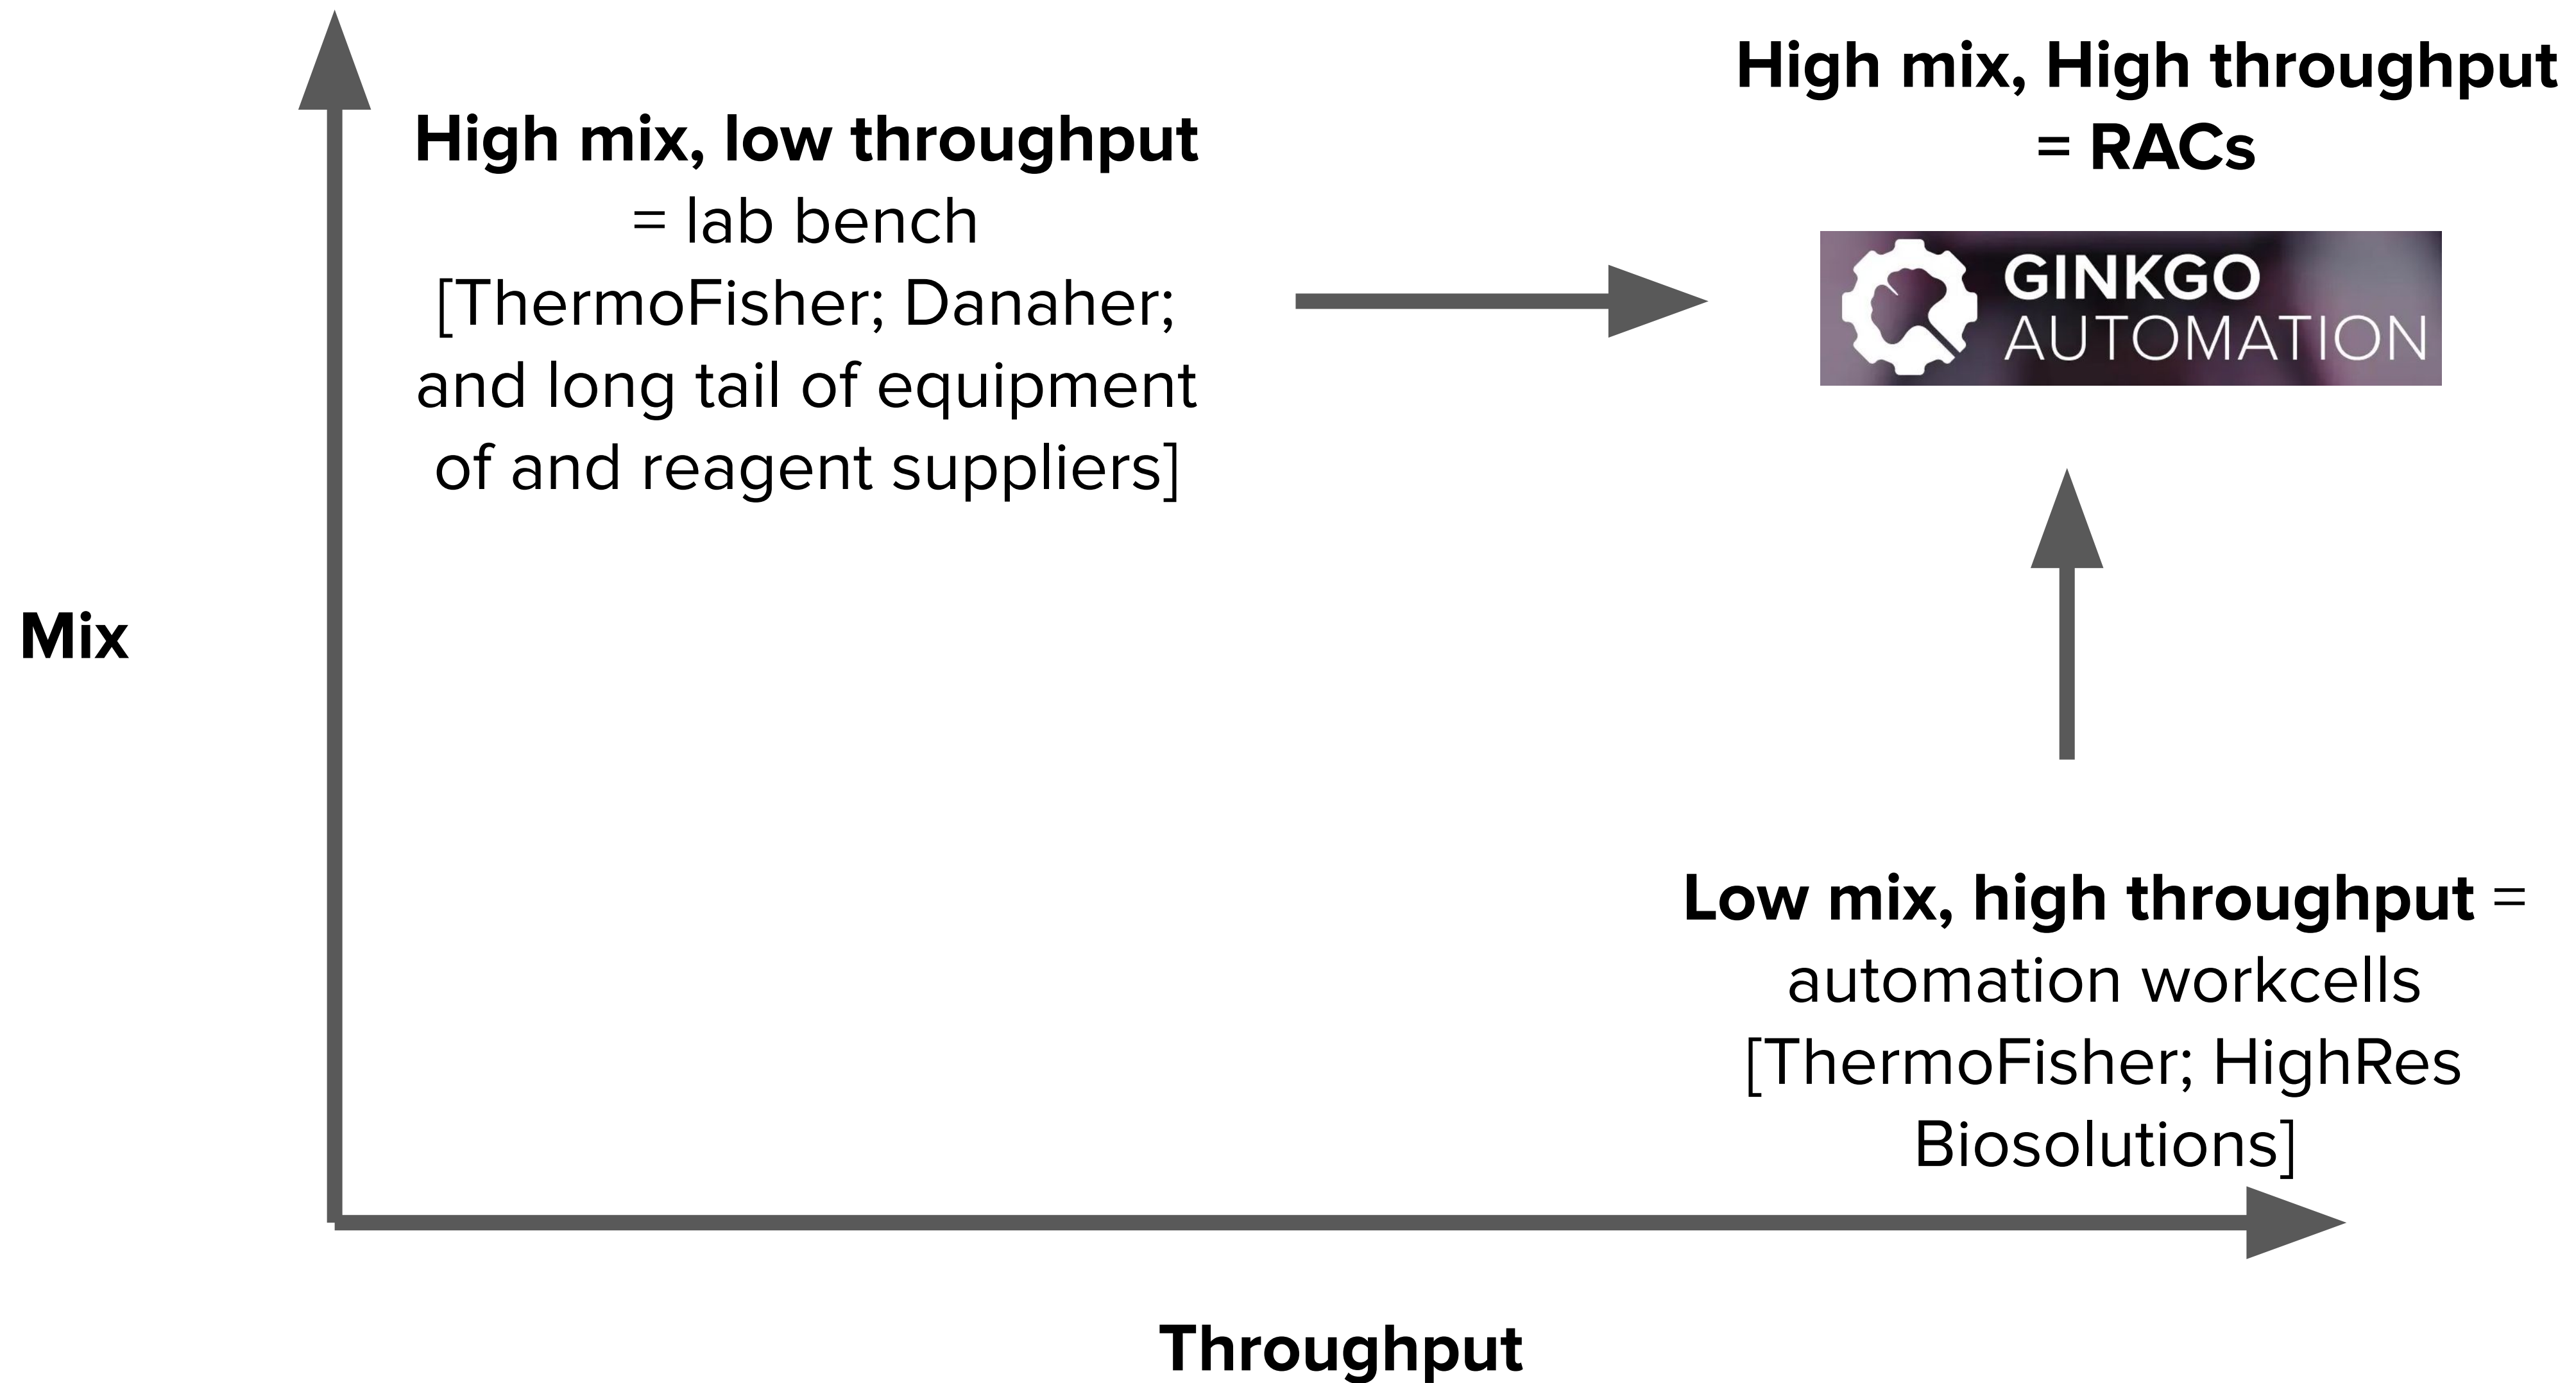 High mix, High throughput
= RACs
High mix, low throughput
= lab bench
[ThermoFisher; Danaher;
and long tail of equipment
of and reagent suppliers]
GINKGO
AUTOMATION
Mix
Low mix, high throughput =
automation workcells
[ThermoFisher; HighRes
Biosolutions]
Throughput